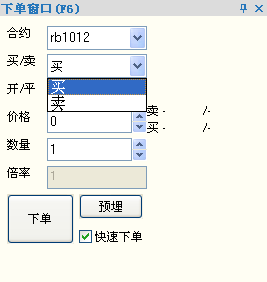 下单窗口(F6)
合约 rb1012
买/卖 买
买
开/平 卖
价格 0 卖 - /-
买 - /-
数量 1
倍率 1
下单 预埋
快速下单